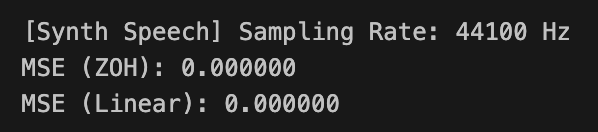 [Synth Speech] Sampling Rate: 44100 Hz
MSE (ZOH): 0.000000
MSE (Linear): 0.000000